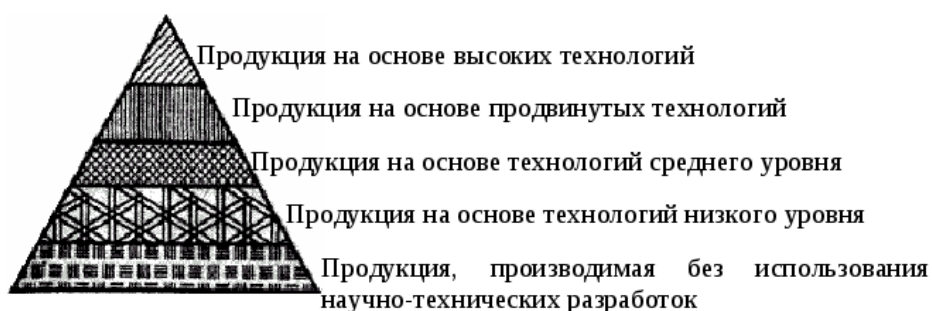 Продукция на основе высоких технологий
Продукция на основе продвинутых технологий
Продукция на основе технологий среднего уровня
Продукция на основе технологий низкого уровня
Продукция, производимая без использования
научно-технических разработок